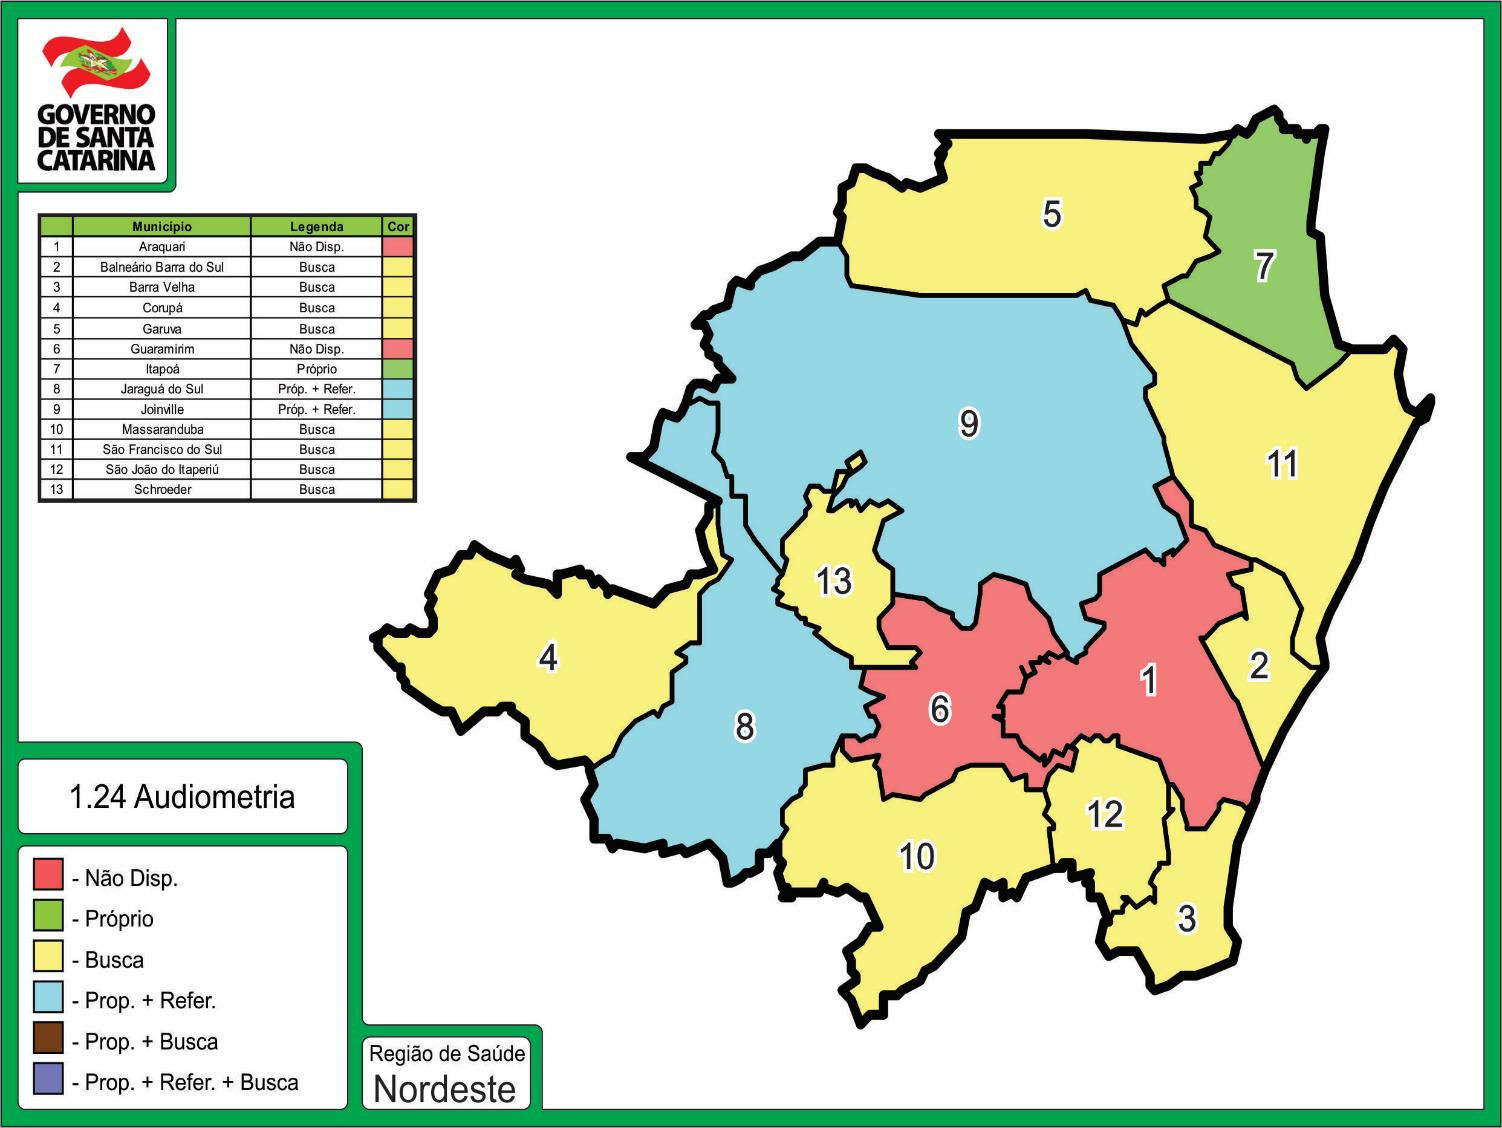 GOVERNO
DE SANTA
CATARINA
Município Legenda Cor
1 Araquari Não Disp.
2 Balneário Barra do Sul Busca
3 Barra Velha Busca
4 Corupá Busca
5 Garuva Busca
6 Guaramirim Não Disp.
7 Itapoá Próprio
8 Jaraguá do Sul Próp. + Refer.
9 Joinville Próp. + Refer.
10 Massaranduba Busca
11 São Francisco do Sul Busca
12 São João do Itaperiú Busca
13 Schroeder Busca
5
7
9
11
13
4
2
1
6
8
12
10
3
1.24 Audiometria
- Não Disp.
- Próprio
- Busca
- Prop. + Refer.
- Prop. + Busca
- Prop. + Refer. + Busca
Região de Saúde
Nordeste